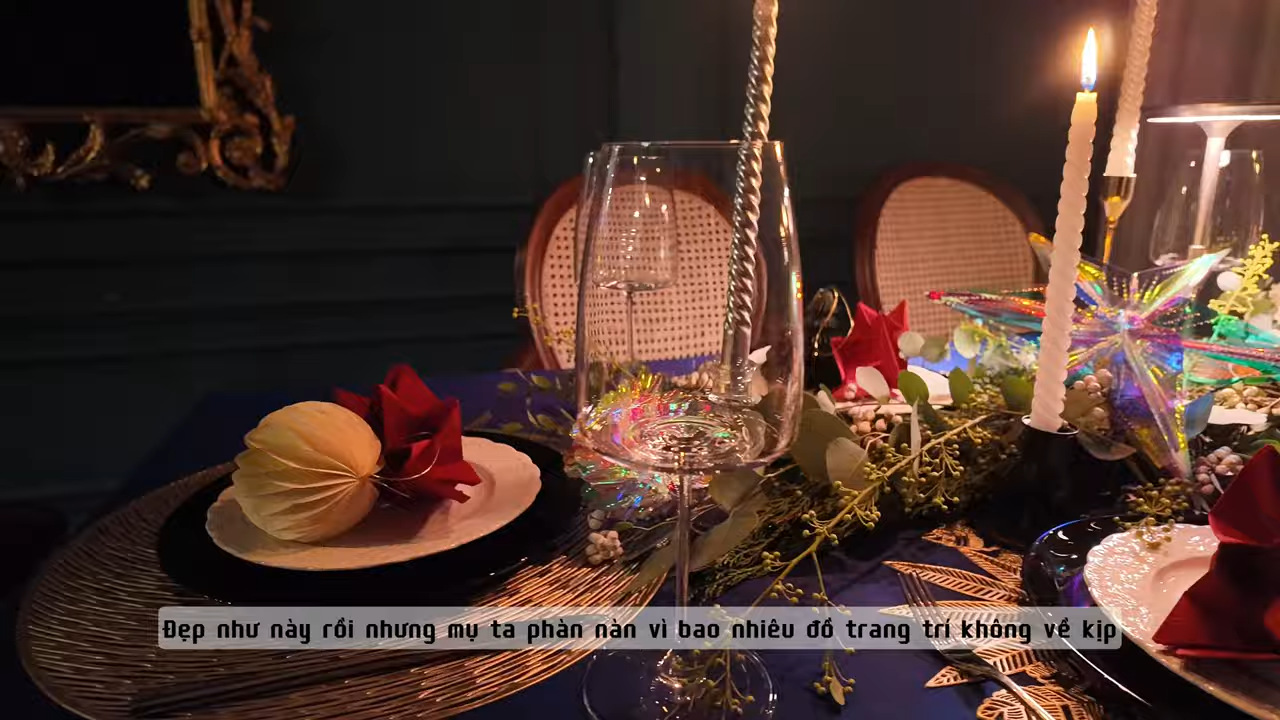 Đẹp như này rồi nhưng mụ ta phàn nàn vì bao nhiêu đồ trang trí không về kịp